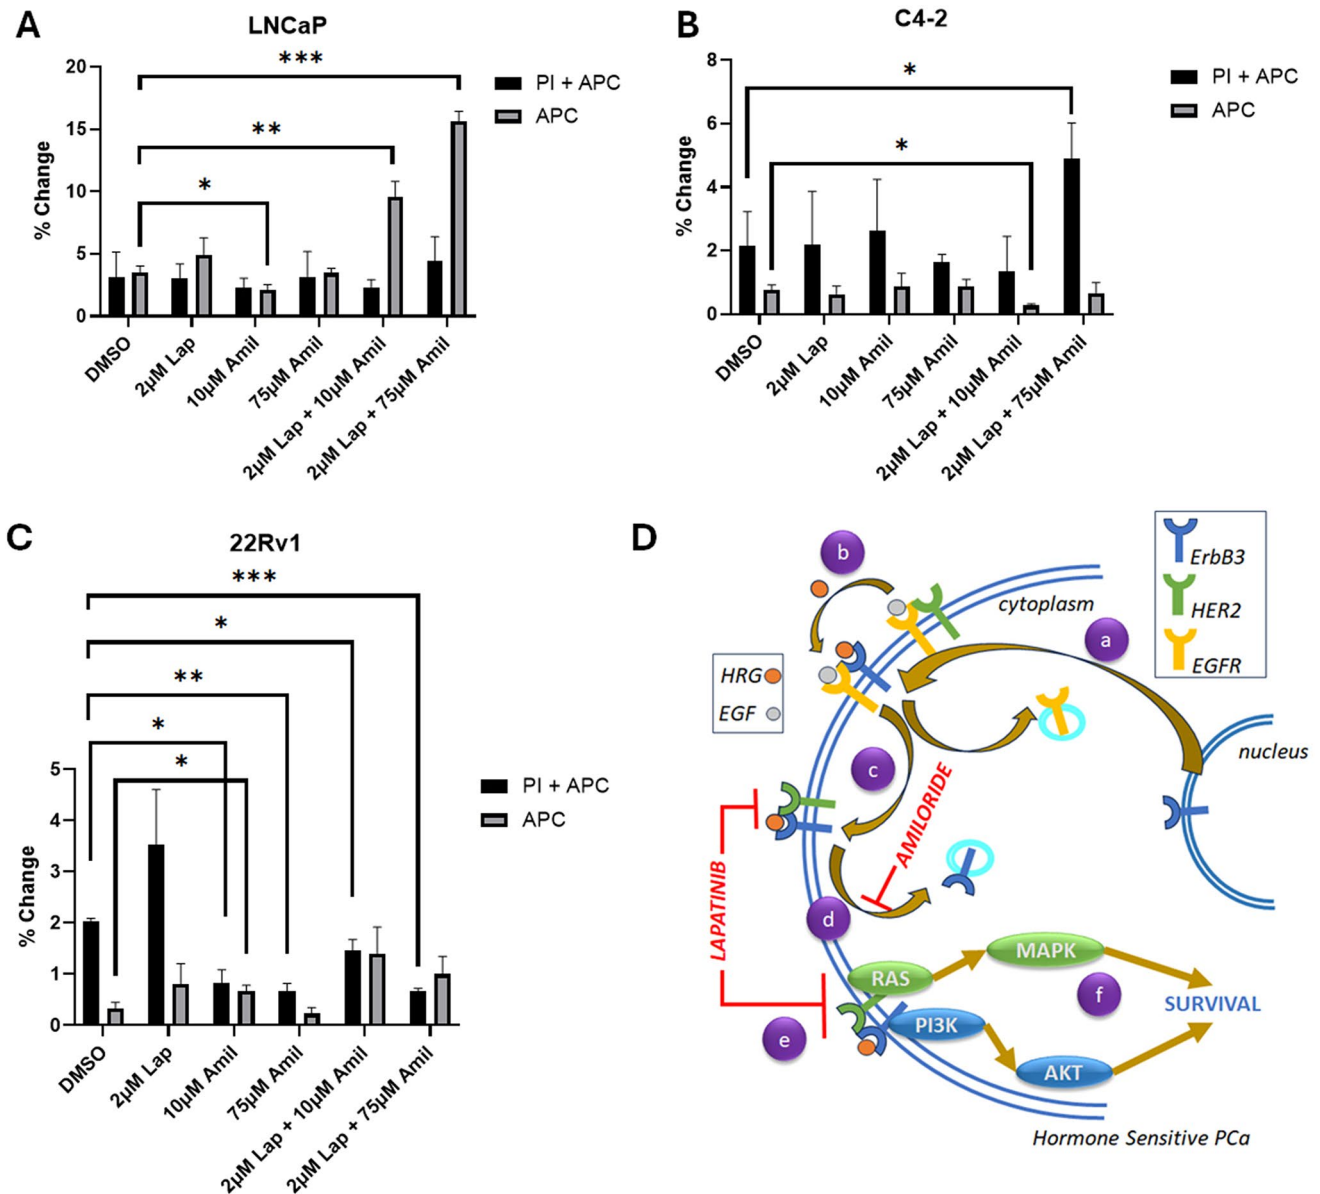 A
LNCaP
***
**
*
PI + APC
APC
% Change
20
15
10
5
0
DMSO
2µM Lap
10µM Amil
75µM Amil
2µM Lap + 10µM Amil
2µM Lap + 75µM Amil
B
C4-2
*
*
PI + APC
APC
% Change
8
6
4
2
0
DMSO
2µM Lap
10µM Amil
75µM Amil
2µM Lap + 10µM Amil
2µM Lap + 75µM Amil
C
22Rv1
***
*
**
*
*
PI + APC
APC
% Change
5
4
3
2
1
0
DMSO
2µM Lap
10µM Amil
75µM Amil
2µM Lap + 10µM Amil
2µM Lap + 75µM Amil
D
ErbB3
HER2
EGFR
b
cytoplasm
a
HRG
EGF
nucleus
c
AMILORIDE
LAPATINIB
d
RAS
MAPK
f
SURVIVAL
PI3K
e
AKT
Hormone Sensitive PCa